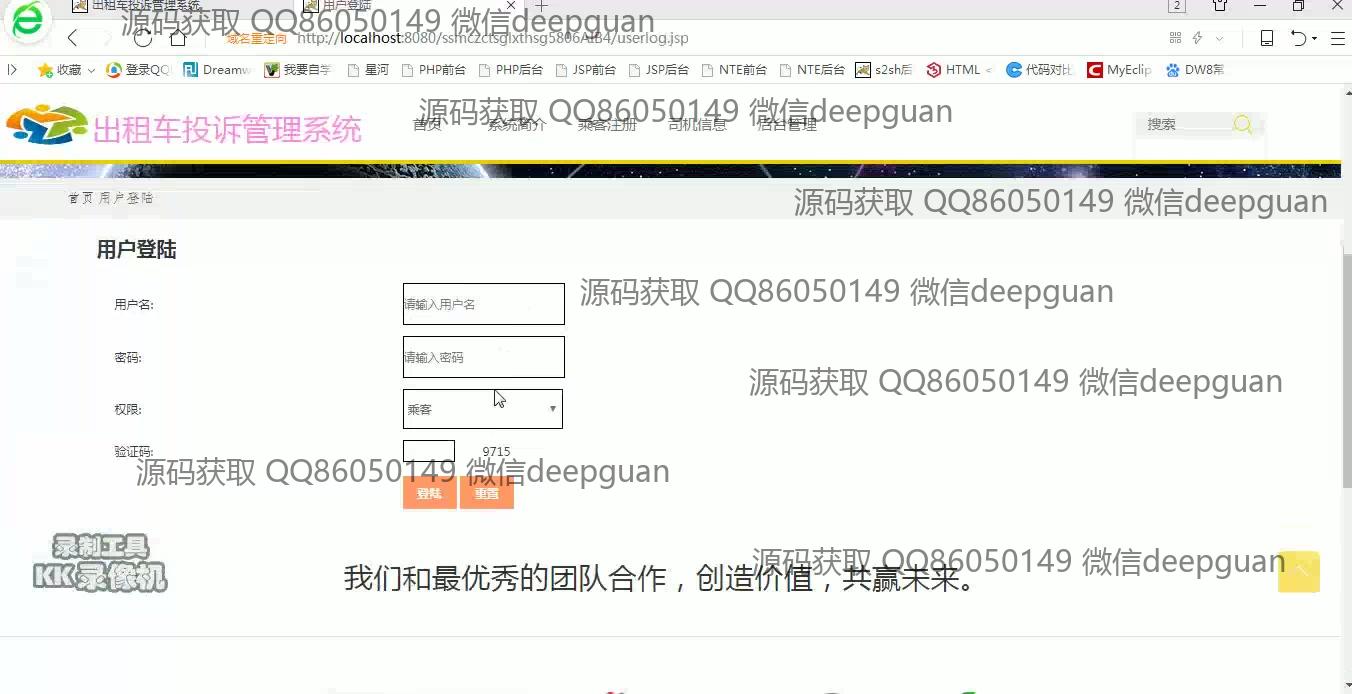 出租车投诉管理系统
用户登陆
源码获取 QQ86050149 微信deepguan
2
域名重定向 http://localhost:8080/ssmczctsglxthsg5806AIB4/userlog.jsp
收藏 登录QQ Dreamw 我要自学 星河 PHP前台 PHP后台 JSP前台 JSP后台 NTE前台 NTE后台 s2sh后 HTML < 代码对比 MyEclip DW8常
源码获取 QQ86050149 微信deepguan
出租车投诉管理系统 首页 系统简介 乘客注册 司机信息 后台管理 搜索
首页 用户登陆
源码获取 QQ86050149 微信deepguan
用户登陆
用户名: 请输入用户名
源码获取 QQ86050149 微信deepguan
密码: 请输入密码
源码获取 QQ86050149 微信deepguan
权限: 乘客
验证码: 9715
源码获取 QQ86050149 微信deepguan
登陆 重置
录制工具
KK录像机
源码获取 QQ86050149 微信deepguan
我们和最优秀的团队合作，创造价值，共赢未来。